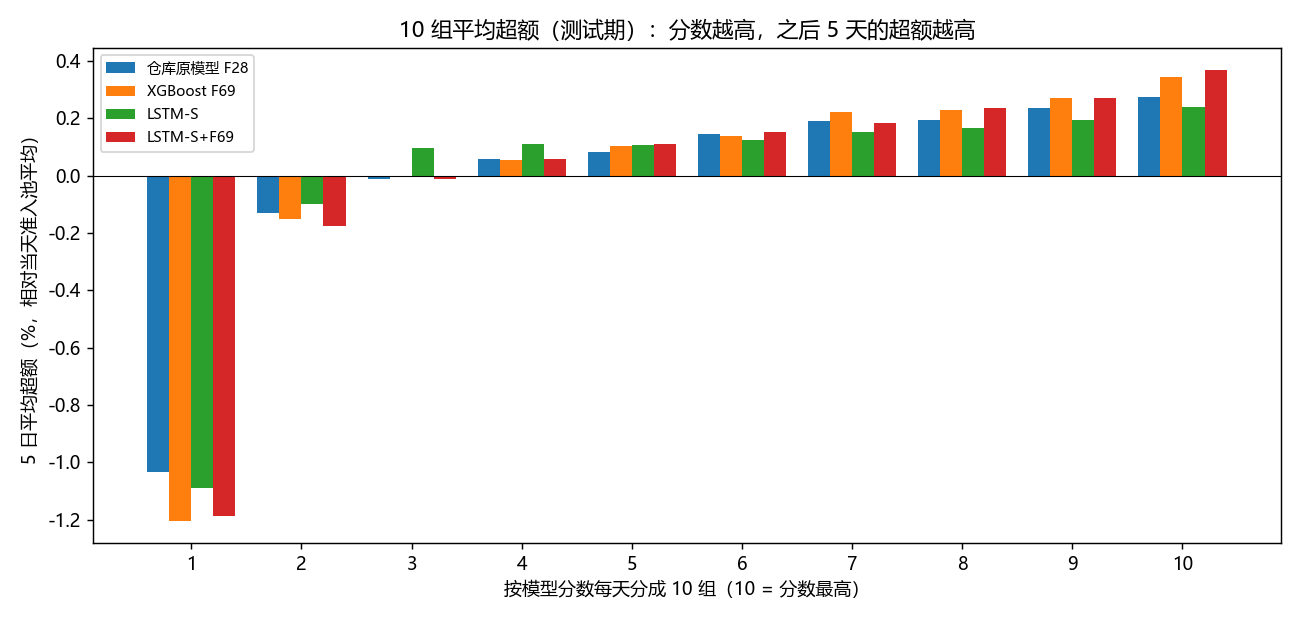 10 组平均超额（测试期）：分数越高，之后 5 天的超额越高
仓库原模型 F28
XGBoost F69
LSTM-S
LSTM-S+F69
5 日平均超额（%，相对当天准入池平均）
0.4
0.2
0.0
-0.2
-0.4
-0.6
-0.8
-1.0
-1.2
1 2 3 4 5 6 7 8 9 10
按模型分数每天分成 10 组（10 = 分数最高）